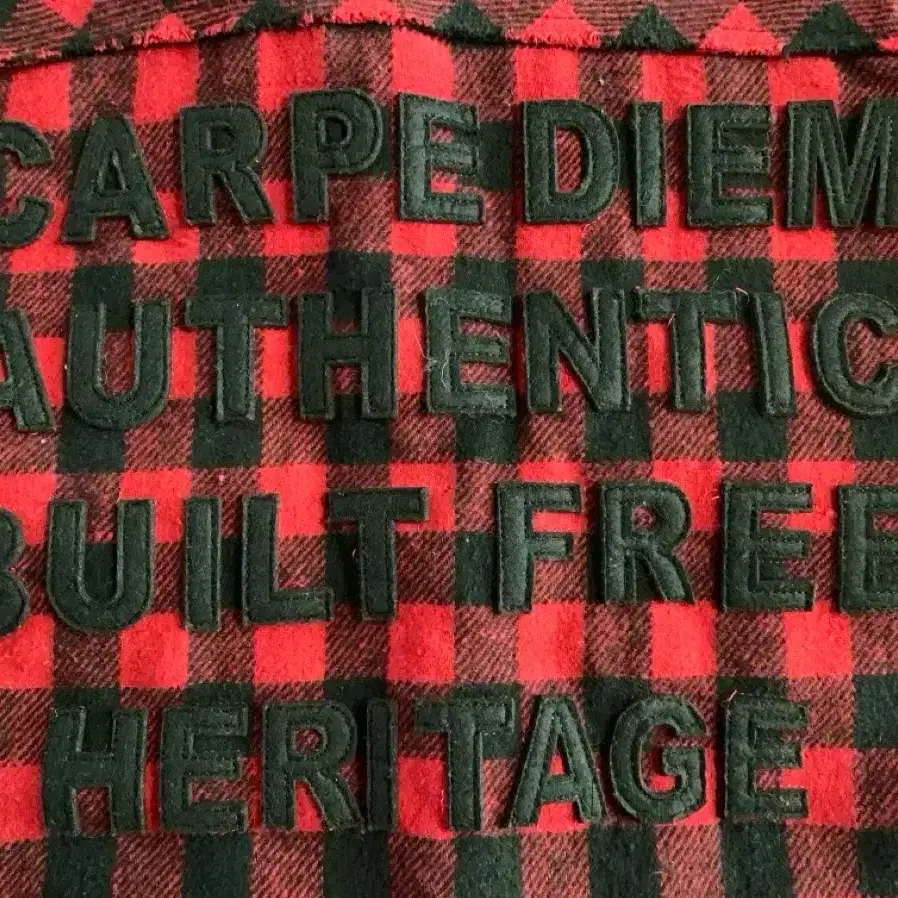 CARPE DIEM
AUTHENTIC
BUILT FREE
HERITAGE